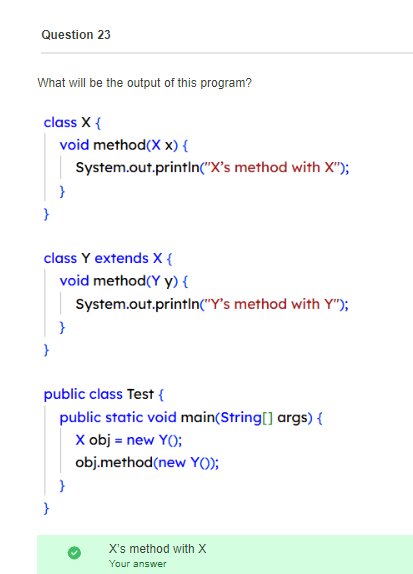 Question 23
What will be the output of this program?
class X {
void method(X x) {
System.out.println("X's method with X");
}
}
class Y extends X {
void method(Y y) {
System.out.println("Y's method with Y");
}
}
public class Test {
public static void main(String[] args) {
X obj = new Y();
obj.method(new Y());
}
}
X's method with X
Your answer